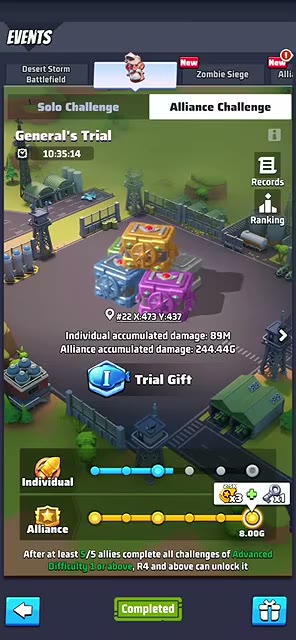 EVENTS
Desert Storm
Battlefield
New
Zombie Siege
New
Alli
Solo Challenge
Alliance Challenge
General's Trial
i
10:35:14
Records
Ranking
#22 X:473 Y:437
Individual accumulated damage: 89M
Alliance accumulated damage: 244.44G
I
Trial Gift
Individual
x3
x1
Alliance
8.00G
After at least 5/5 allies complete all challenges of Advanced
Difficulty 1 or above, R4 and above can unlock it
Completed